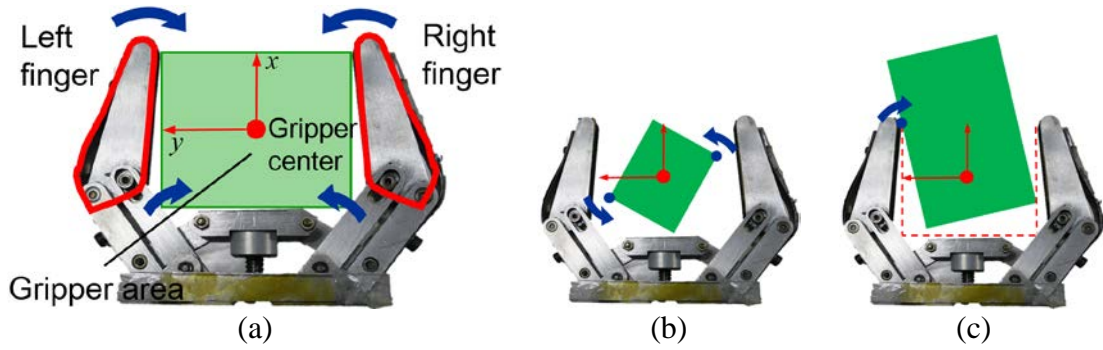 Left
finger
Right
finger
x
y
Gripper
center
Gripper area
(a)
(b)
(c)